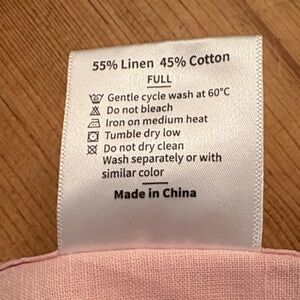 55% Linen 45% Cotton
FULL
Gentle cycle wash at 60°C
Do not bleach
Iron on medium heat
Tumble dry low
Do not dry clean
Wash separately or with
similar color
Made in China